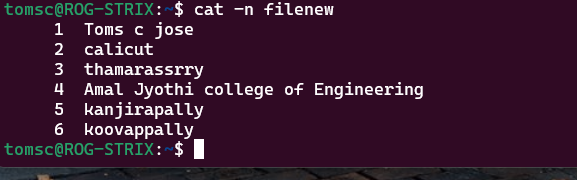 tomsc@ROG-STRIX:~$ cat -n filenew
1 Toms c jose
2 calicut
3 thamarassrry
4 Amal Jyothi college of Engineering
5 kanjirapally
6 koovappally
tomsc@ROG-STRIX:~$